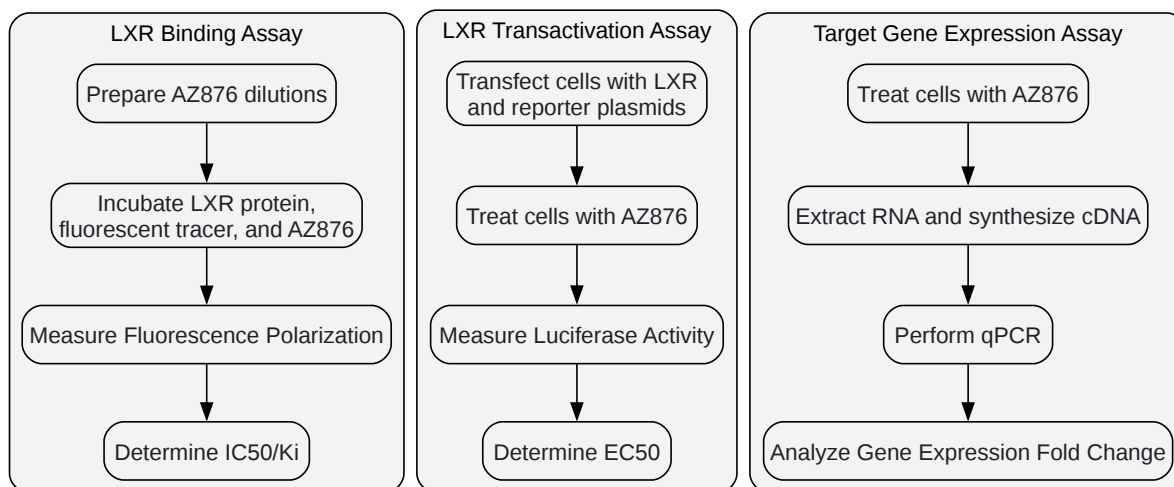 LXR Binding Assay
Prepare AZ876 dilutions
Incubate LXR protein,
fluorescent tracer, and AZ876
Measure Fluorescence Polarization
Determine IC50/Ki
LXR Transactivation Assay
Transfect cells with LXR
and reporter plasmids
Treat cells with AZ876
Measure Luciferase Activity
Determine EC50
Target Gene Expression Assay
Treat cells with AZ876
Extract RNA and synthesize cDNA
Perform qPCR
Analyze Gene Expression Fold Change